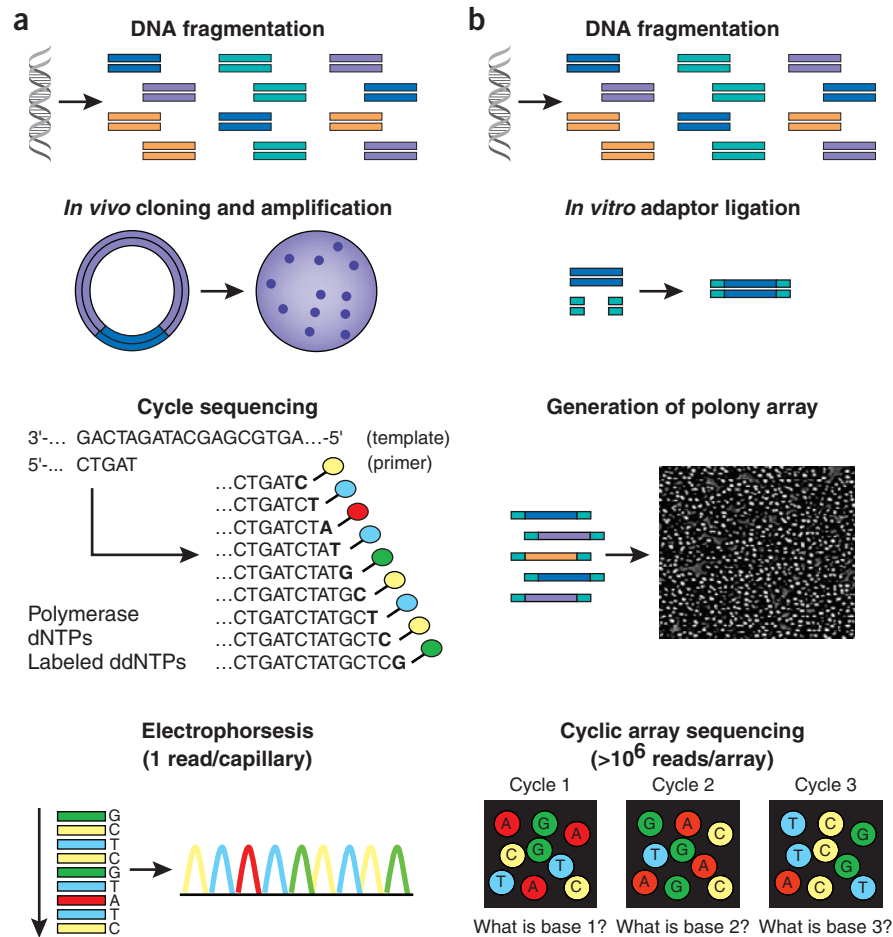 a
DNA fragmentation
In vivo cloning and amplification
Cycle sequencing
3'-... GACTAGATACGAGCGTGA...-5' (template)
5'-... CTGAT (primer)
...CTGATC
...CTGATCT
...CTGATCTA
...CTGATCTAT
...CTGATCTATG
...CTGATCTATGC
...CTGATCTATGCT
...CTGATCTATGCTC
...CTGATCTATGCTCG
Polymerase
dNTPs
Labeled ddNTPs
Electrophorsesis
(1 read/capillary)
G
C
T
C
G
T
A
T
C
b
DNA fragmentation
In vitro adaptor ligation
Generation of polony array
Cyclic array sequencing
(>10⁶ reads/array)
Cycle 1 Cycle 2 Cycle 3
A G A
C G T
T A C
G A C
T G A
A G C
T C G
T C G
A C T
What is base 1? What is base 2? What is base 3?